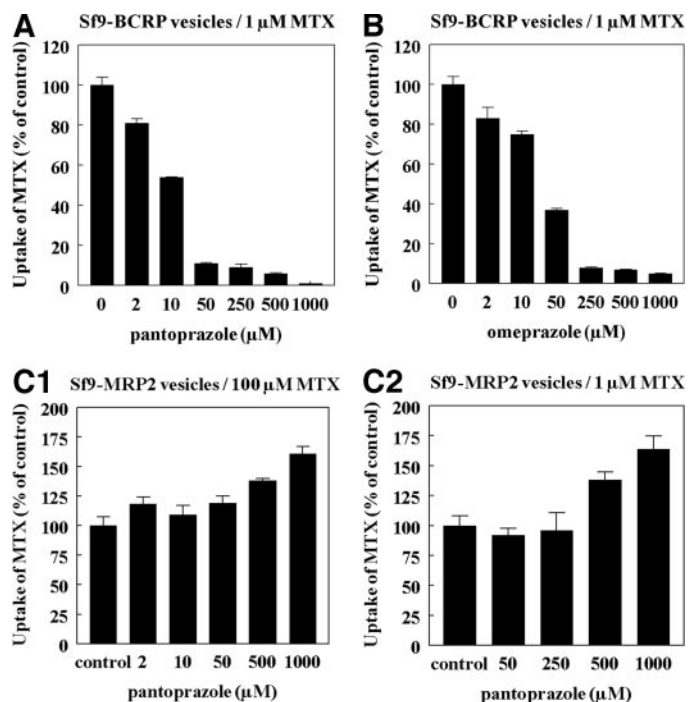 A Sf9-BCRP vesicles / 1 µM MTX
Uptake of MTX (% of control)
120
100
80
60
40
20
0
0 2 10 50 250 500 1000
pantoprazole (µM)
B Sf9-BCRP vesicles / 1 µM MTX
Uptake of MTX (% of control)
120
100
80
60
40
20
0
0 2 10 50 250 500 1000
omeprazole (µM)
C1 Sf9-MRP2 vesicles / 100 µM MTX
Uptake of MTX (% of control)
200
175
150
125
100
75
50
25
0
control 2 10 50 500 1000
pantoprazole (µM)
C2 Sf9-MRP2 vesicles / 1 µM MTX
Uptake of MTX (% of control)
200
175
150
125
100
75
50
25
0
control 50 250 500 1000
pantoprazole (µM)